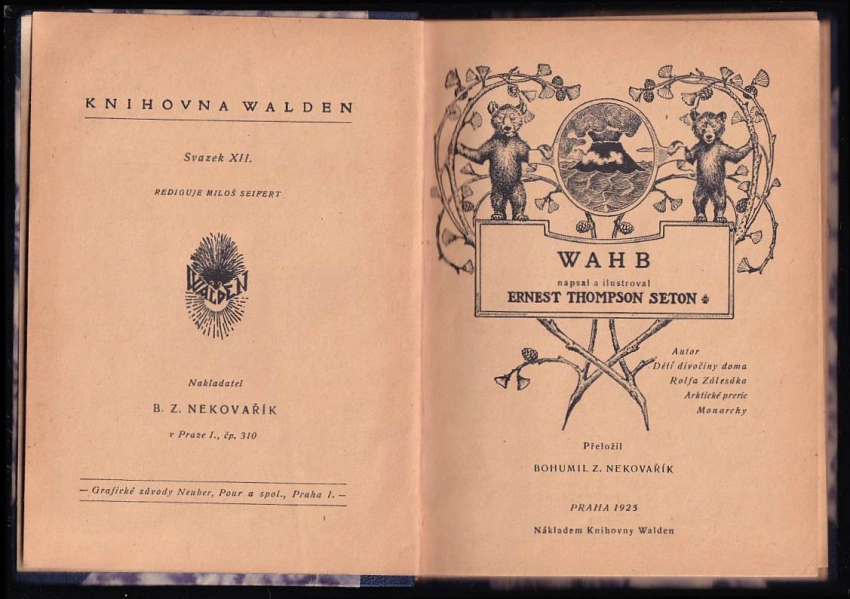 KNIHOVNA WALDEN
Svazek XII.
REDIGUJE MILOŠ SEIFERT
WALDEN
Nakladatel
B. Z. NEKOVAŘÍK
v Praze I., čp. 310
— Grafické závody Neuber, Pour a spol., Praha I. —
WAHB
napsal a ilustroval
ERNEST THOMPSON SETON
Autor
Dětí divočiny doma
Rolfa Zálesáka
Arktické prerie
Monarchy
Přeložil
BOHUMIL Z. NEKOVAŘÍK
PRAHA 1925
Nákladem Knihovny Walden